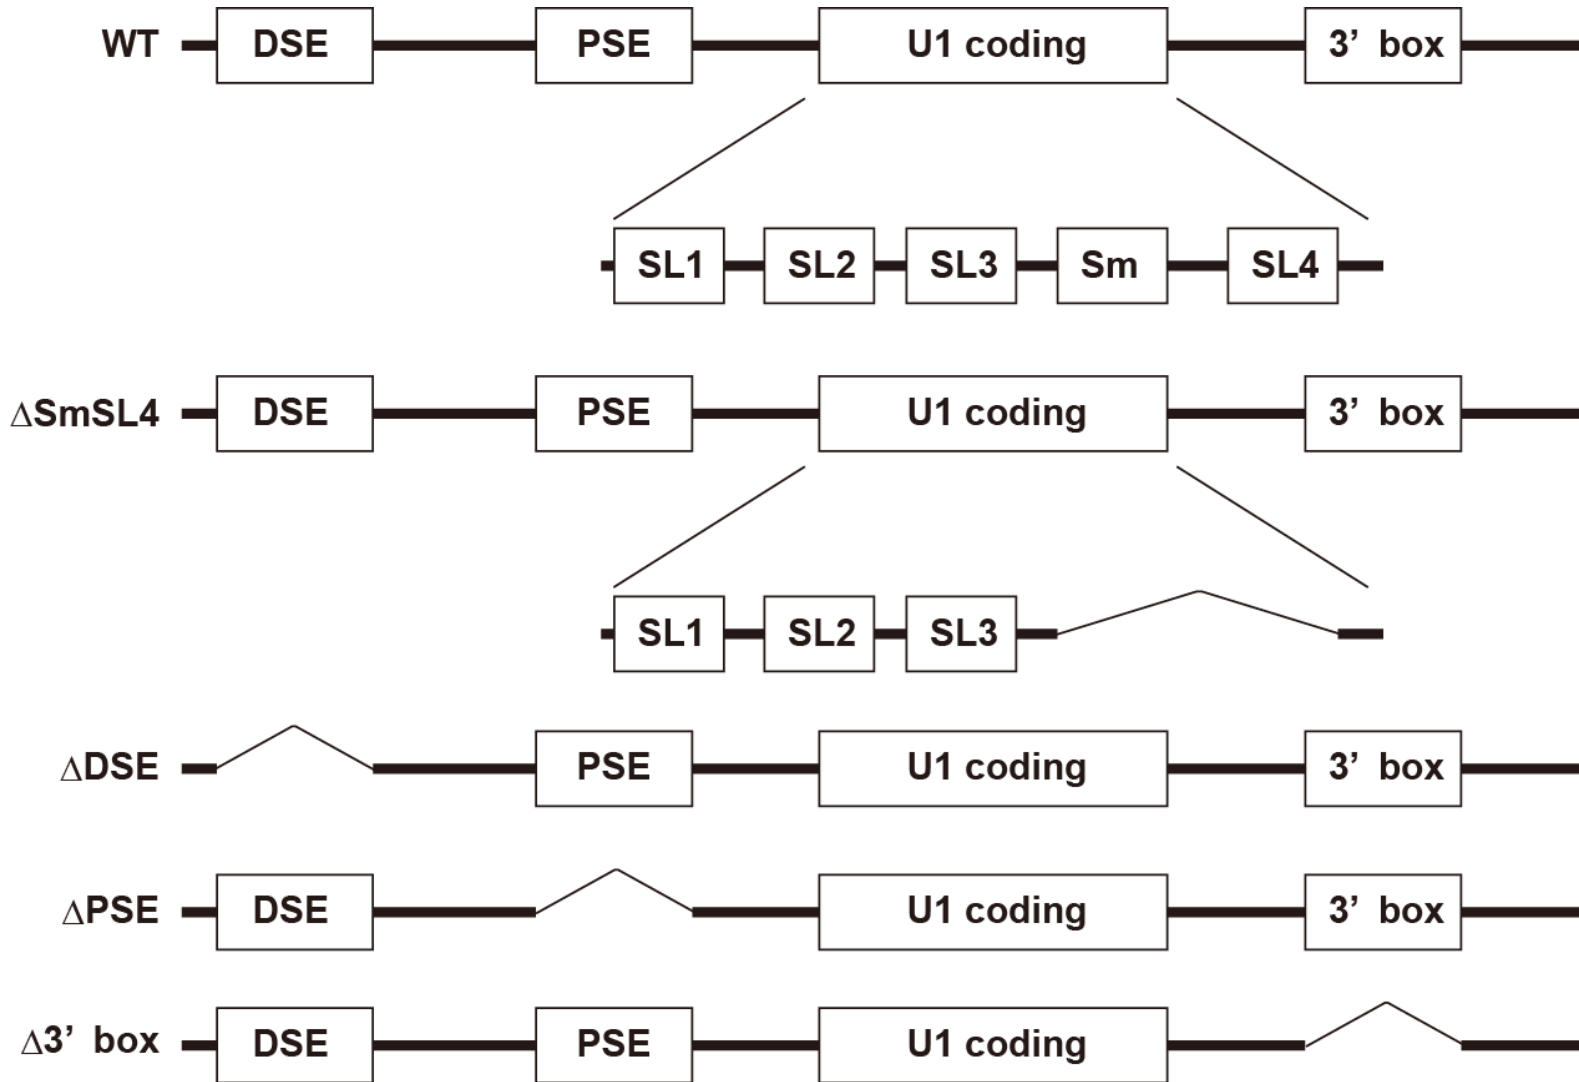 WT DSE PSE U1 coding 3’ box
SL1 SL2 SL3 Sm SL4
ΔSmSL4 DSE PSE U1 coding 3’ box
SL1 SL2 SL3
ΔDSE PSE U1 coding 3’ box
ΔPSE DSE U1 coding 3’ box
Δ3’ box DSE PSE U1 coding